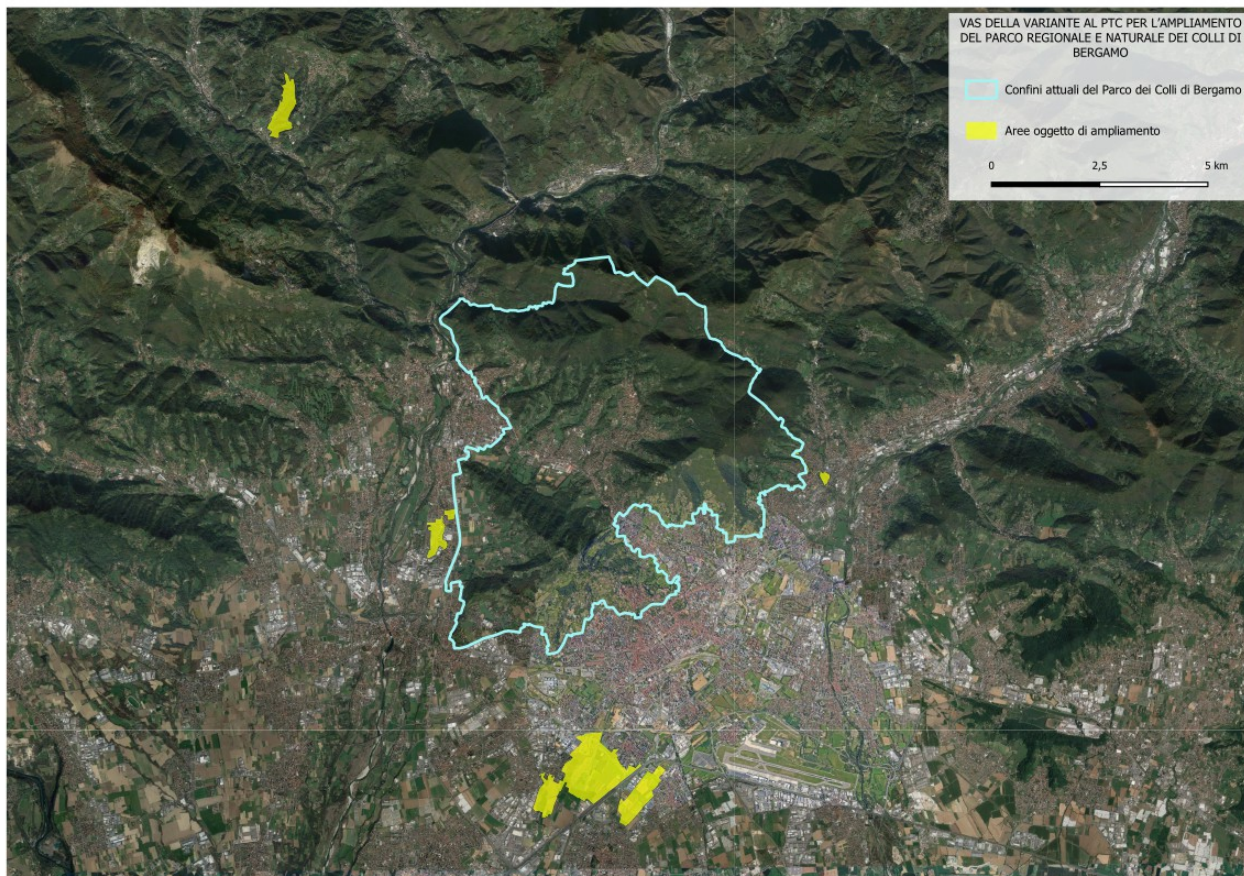 VAS DELLA VARIANTE AL PTC PER L'AMPLIAMENTO
DEL PARCO REGIONALE E NATURALE DEI COLLI DI
BERGAMO
Confini attuali del Parco dei Colli di Bergamo
Aree oggetto di ampliamento
0 2,5 5 km